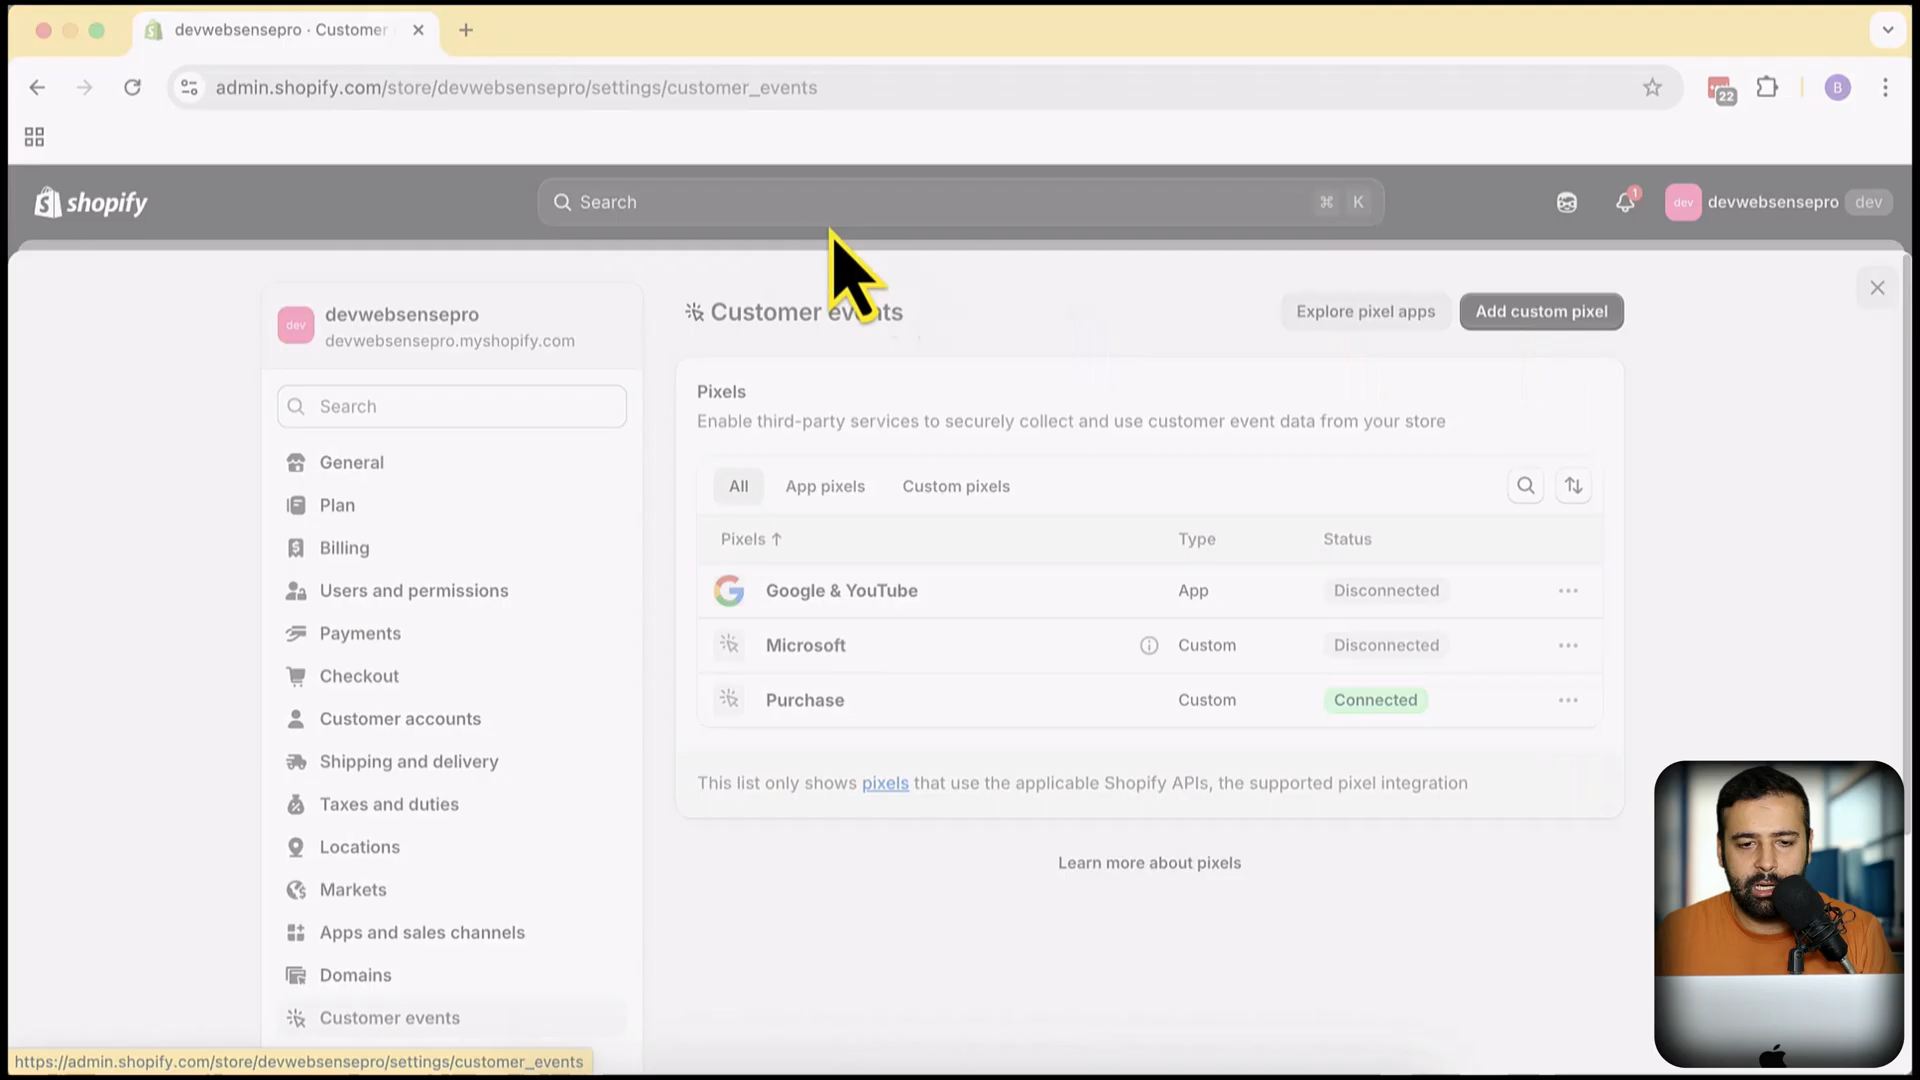 devwebsensepro · Customer
admin.shopify.com/store/devwebsensepro/settings/customer_events
22
B
shopify
Search
⌘ K
1
dev
devwebsensepro
dev
dev
devwebsensepro
devwebsensepro.myshopify.com
Search
General
Plan
Billing
Users and permissions
Payments
Checkout
Customer accounts
Shipping and delivery
Taxes and duties
Locations
Markets
Apps and sales channels
Domains
Customer events
Customer events
Explore pixel apps
Add custom pixel
Pixels
Enable third-party services to securely collect and use customer event data from your store
All
App pixels
Custom pixels
Pixels ↑
Type
Status
Google & YouTube
App
Disconnected
Microsoft
Custom
Disconnected
Purchase
Custom
Connected
This list only shows pixels that use the applicable Shopify APIs, the supported pixel integration
Learn more about pixels
https://admin.shopify.com/store/devwebsensepro/settings/customer_events